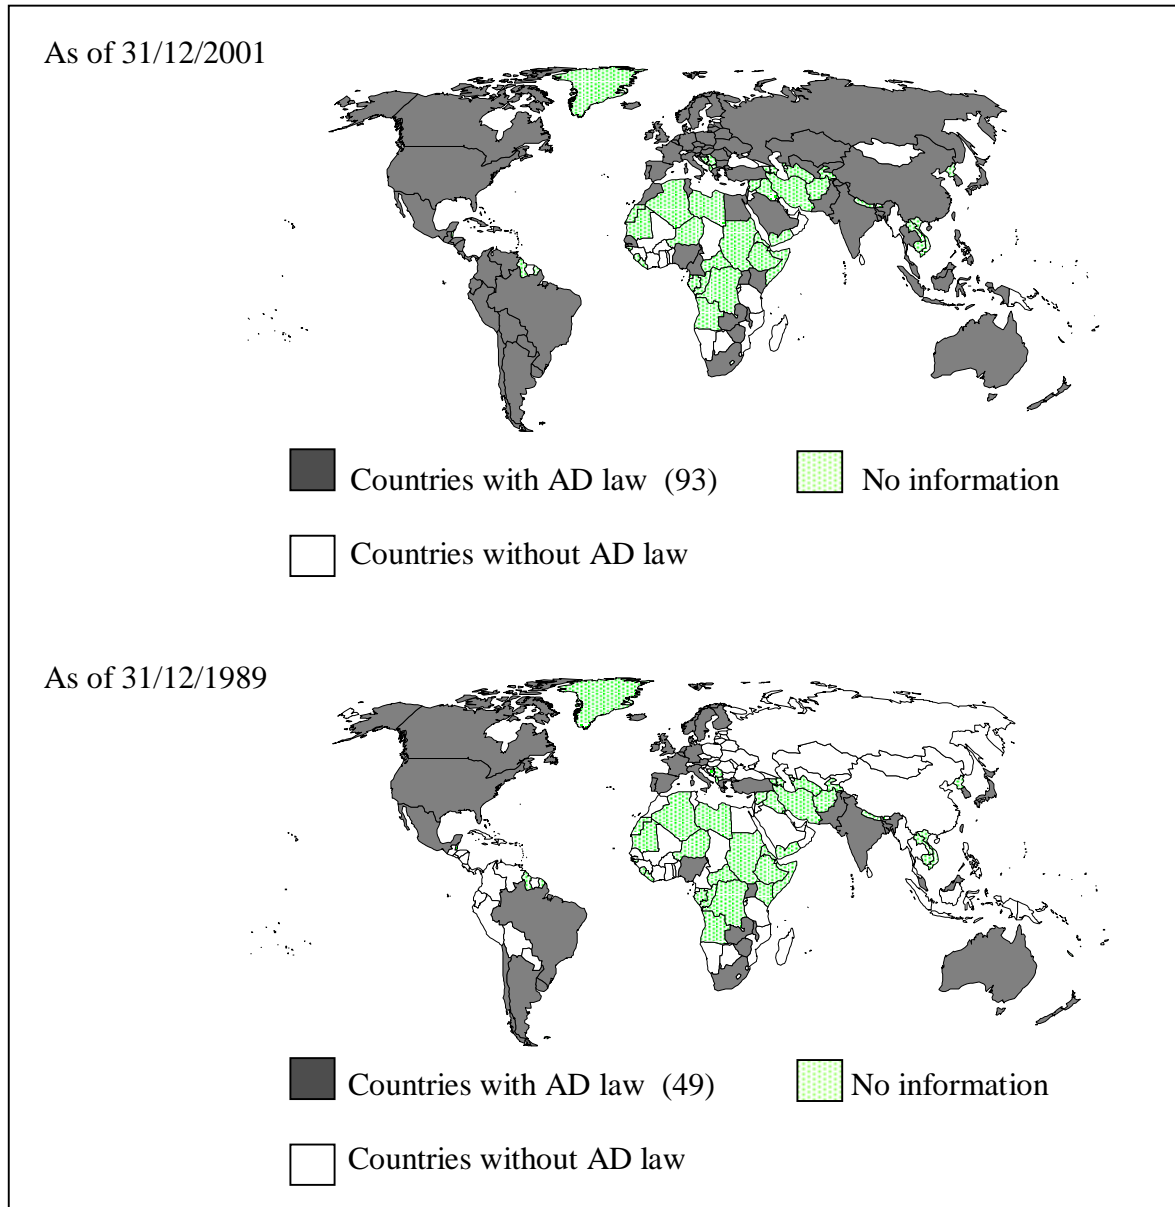 As of 31/12/2001
Countries with AD law (93)
No information
Countries without AD law
As of 31/12/1989
Countries with AD law (49)
No information
Countries without AD law